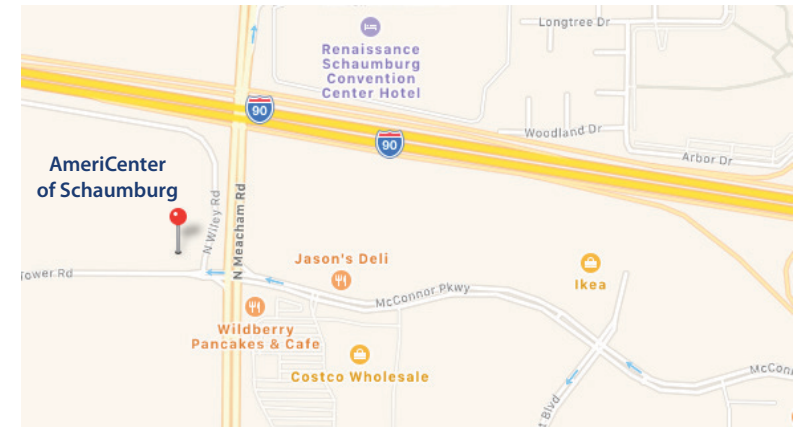 Longtree Dr
Renaissance
Schaumburg
Convention
Center Hotel
90
90
Woodland Dr
Arbor Dr
AmeriCenter
of Schaumburg
N Wiley Rd
N Meacham Rd
Tower Rd
Jason's Deli
Ikea
McConnor Pkwy
Wildberry
Pancakes & Cafe
Costco Wholesale
Blvd